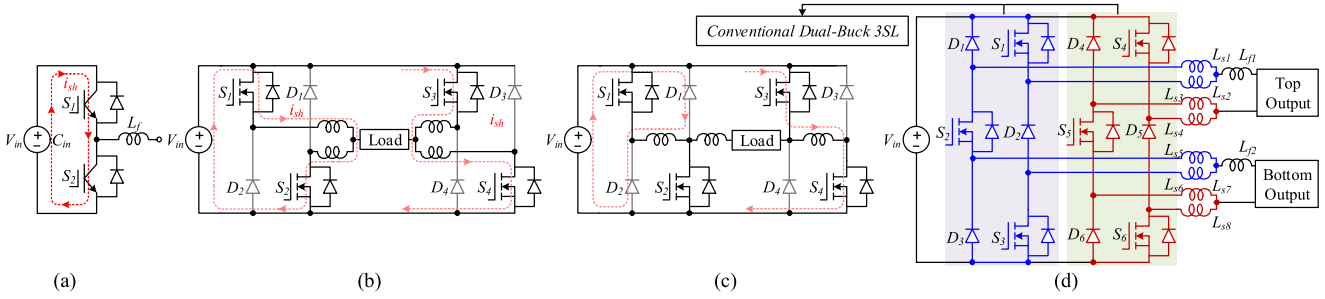 Conventional Dual-Buck 3SL
V_in
C_in
i_sh
S_1
S_2
L_f
(a)
V_in
S_1
D_1
i_sh
D_2
S_2
Load
S_3
D_3
i_sh
D_4
S_4
(b)
V_in
S_1
D_1
D_2
S_2
Load
S_3
D_3
D_4
S_4
(c)
V_in
D_1
S_1
D_4
S_4
S_2
D_2
S_5
D_5
D_3
S_3
D_6
S_6
L_s1
L_f1
L_s2
L_s3
L_s4
Top
Output
L_s5
L_f2
L_s6
L_s7
L_s8
Bottom
Output
(d)